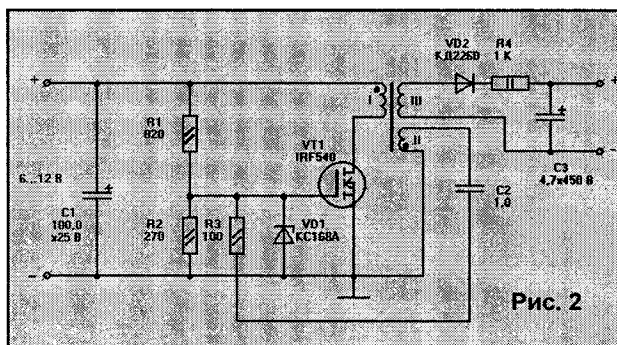 VD2
КД226D
R4
1 К
+
+
I
III
II
R1
820
VT1
IRF540
6...12 В
C1
100,0
x25 В
R2
270
R3
100
VD1
КС168А
C2
1,0
C3
4,7x450 В
+
+
-
-
Рис. 2